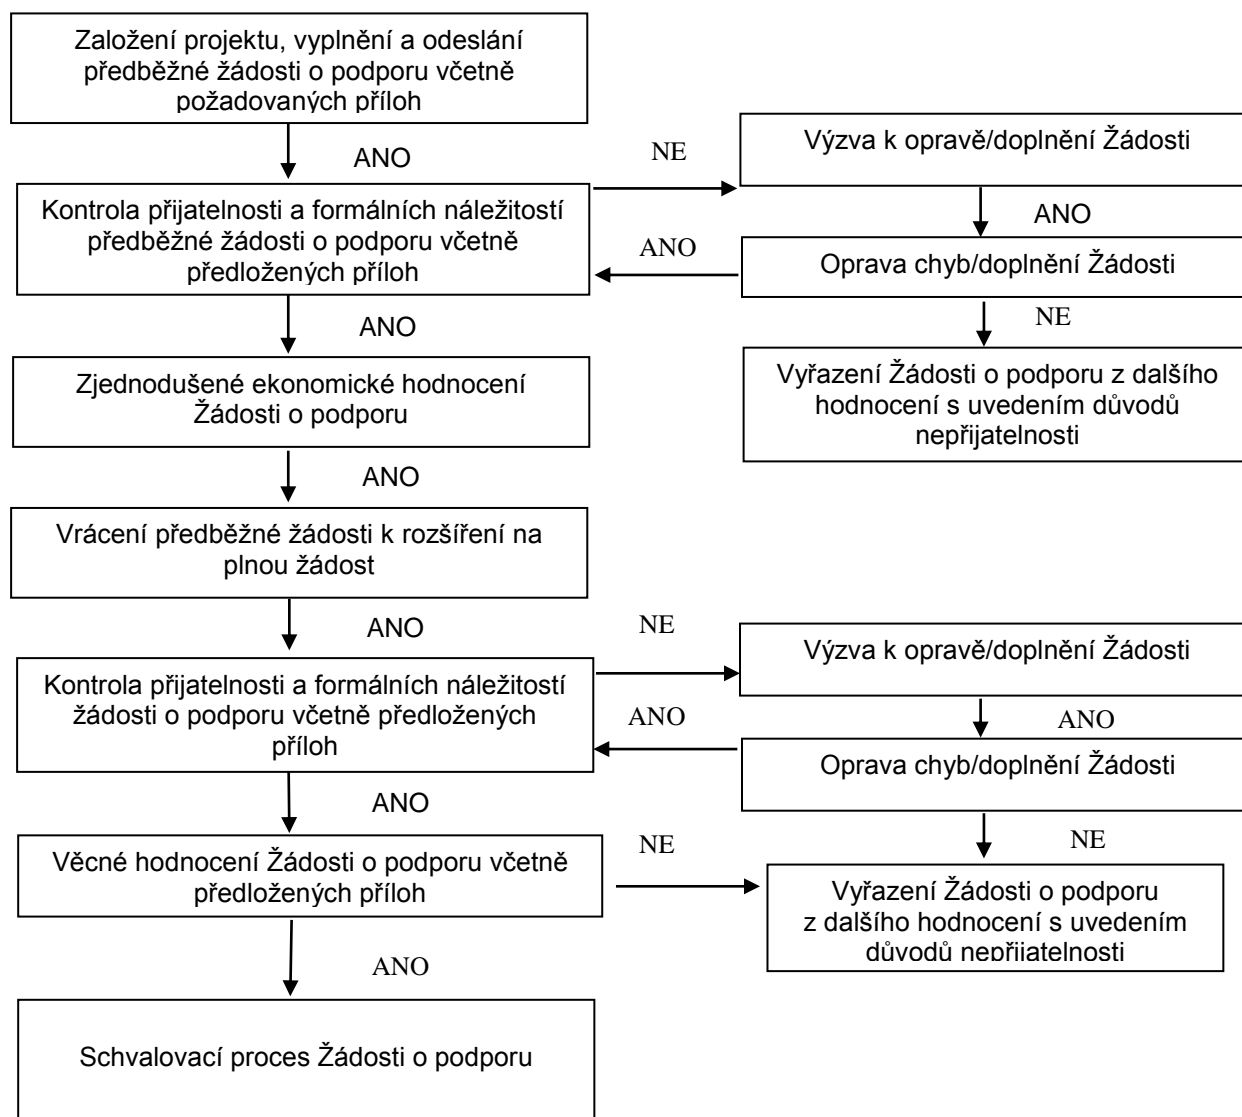 Založení projektu, vyplnění a odeslání
předběžné žádosti o podporu včetně
požadovaných příloh
ANO
NE
Výzva k opravě/doplnění Žádosti
Kontrola přijatelnosti a formálních náležitostí
předběžné žádosti o podporu včetně
předložených příloh
ANO
ANO
Oprava chyb/doplnění Žádosti
ANO
NE
Zjednodušené ekonomické hodnocení
Žádosti o podporu
Vyřazení Žádosti o podporu z dalšího
hodnocení s uvedením důvodů
nepřijatelnosti
ANO
Vrácení předběžné žádosti k rozšíření na
plnou žádost
ANO
NE
Výzva k opravě/doplnění Žádosti
Kontrola přijatelnosti a formálních náležitostí
žádosti o podporu včetně předložených
příloh
ANO
ANO
Oprava chyb/doplnění Žádosti
ANO
NE
NE
Věcné hodnocení Žádosti o podporu včetně
předložených příloh
Vyřazení Žádosti o podporu
z dalšího hodnocení s uvedením
důvodů nepřijatelnosti
ANO
Schvalovací proces Žádosti o podporu